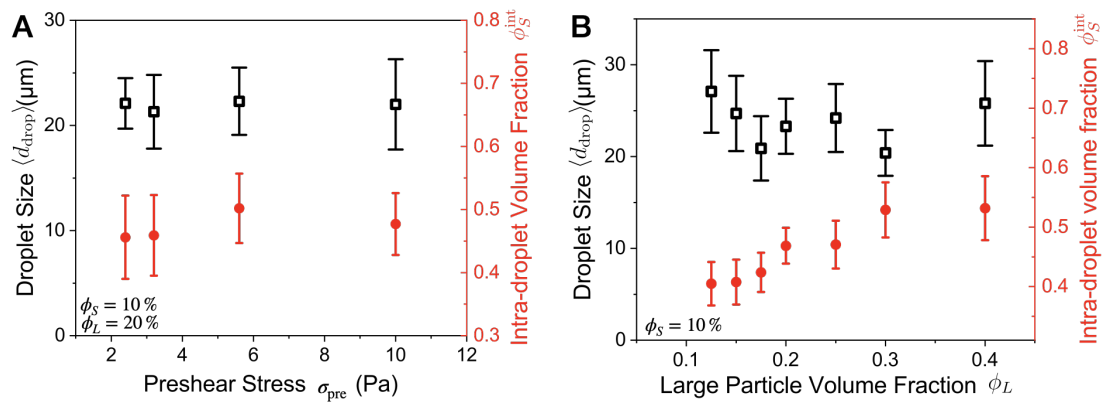 A
Droplet Size ⟨d_drop⟩(μm)
30
20
10
0
ϕ_S = 10 %
ϕ_L = 20 %
2
4
6
8
10
12
Preshear Stress σ_pre (Pa)
0.8
0.7
0.6
0.5
0.4
0.3
Intra-droplet Volume Fraction ϕ_S^int
B
Droplet Size ⟨d_drop⟩(μm)
30
20
10
0
ϕ_S = 10 %
0.1
0.2
0.3
0.4
Large Particle Volume Fraction ϕ_L
0.8
0.7
0.6
0.5
0.4
Intra-droplet volume fraction ϕ_S^int